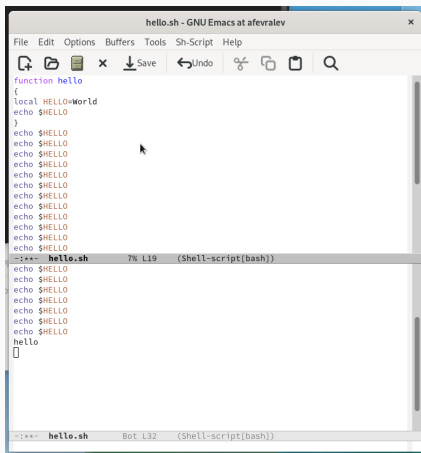 hello.sh - GNU Emacs at afevralev
File Edit Options Buffers Tools Sh-Script Help
Save Undo
function hello
{
local HELLO=World
echo $HELLO
}
echo $HELLO
echo $HELLO
echo $HELLO
echo $HELLO
echo $HELLO
echo $HELLO
echo $HELLO
echo $HELLO
echo $HELLO
echo $HELLO
echo $HELLO
echo $HELLO
-:**- hello.sh 7% L19 (Shell-script[bash])
echo $HELLO
echo $HELLO
echo $HELLO
echo $HELLO
echo $HELLO
echo $HELLO
echo $HELLO
hello
-:**- hello.sh Bot L32 (Shell-script[bash])